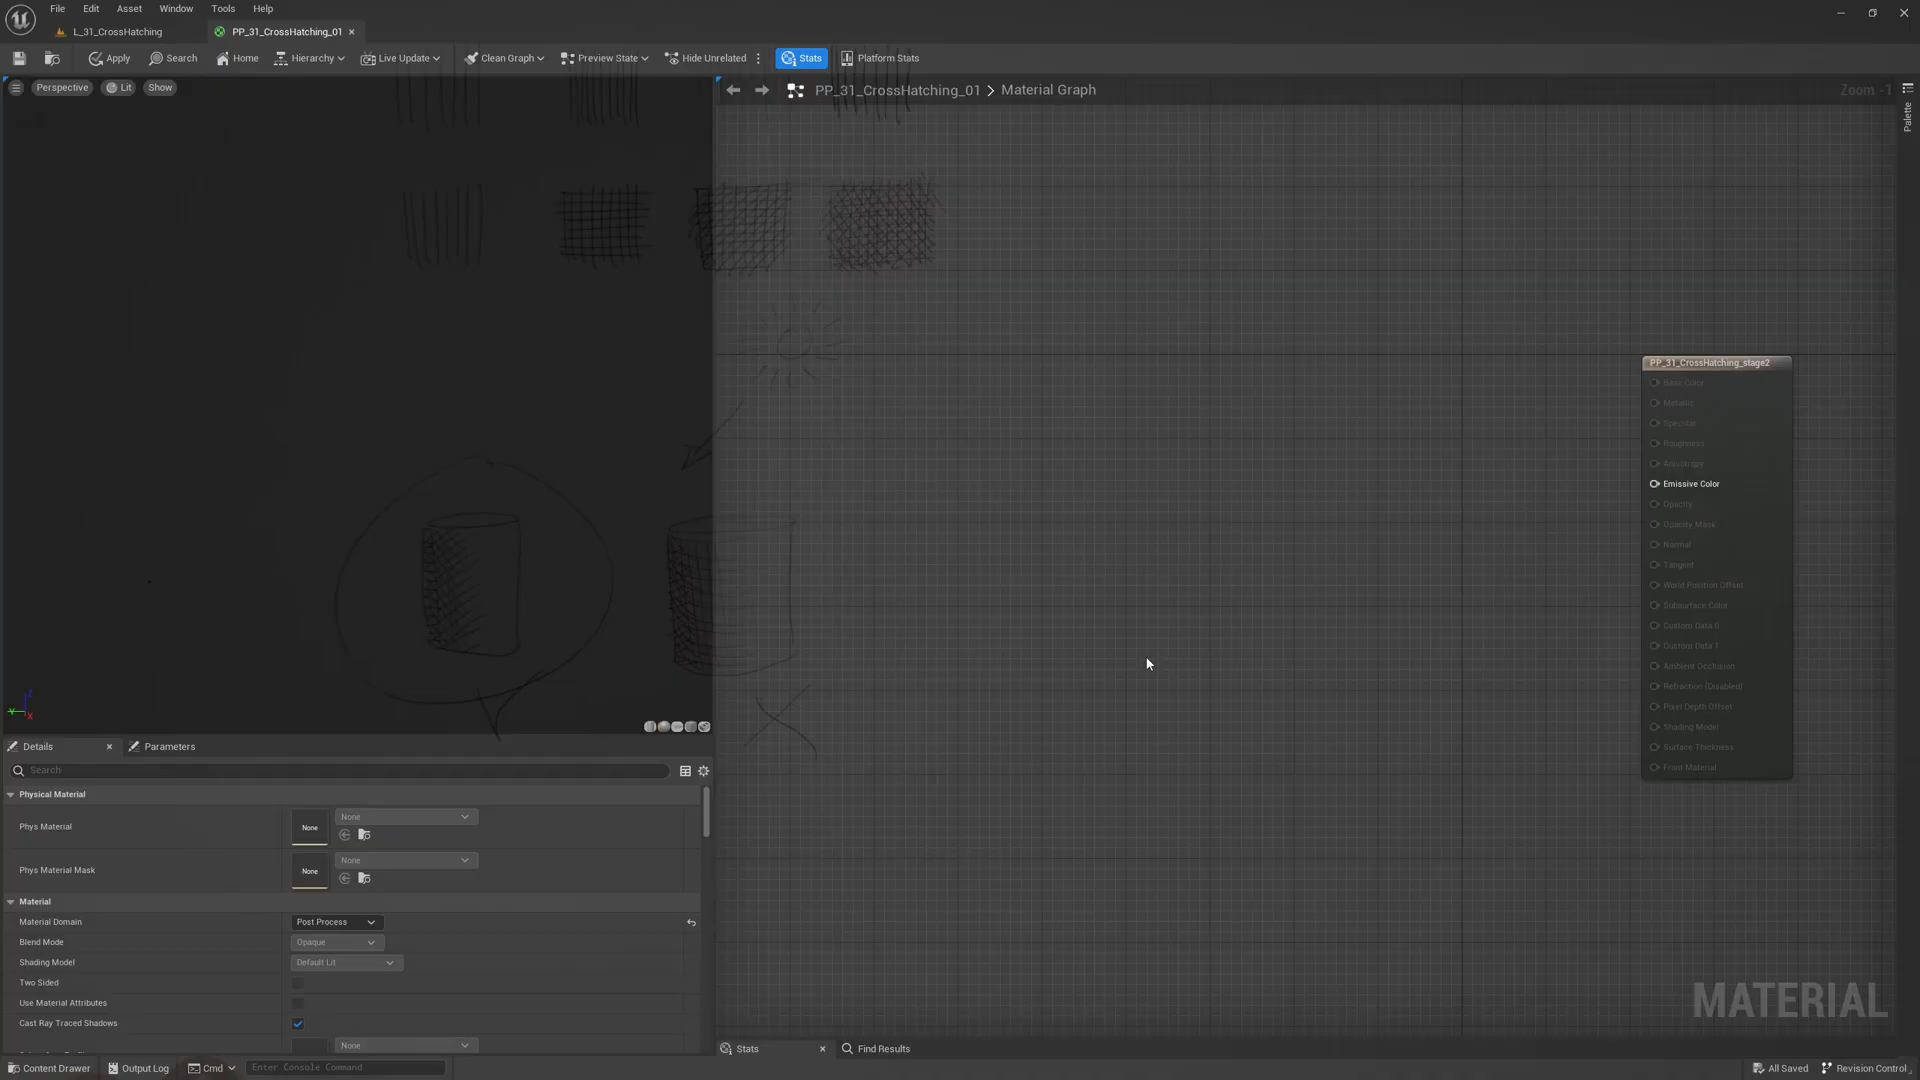 File Edit Asset Window Tools Help
L_31_CrossHatching PP_31_CrossHatching_01
Apply Search Home Hierarchy Live Update Clean Graph Preview State Hide Unrelated Stats Platform Stats
Perspective Lit Show
PP_31_CrossHatching_01 > Material Graph
Zoom -1
Palette
PP_31_CrossHatching_stage2
Base Color
Metallic
Specular
Roughness
Anisotropy
Emissive Color
Opacity
Opacity Mask
Normal
Tangent
World Position Offset
Subsurface Color
Custom Data 0
Custom Data 1
Ambient Occlusion
Refraction (Disabled)
Pixel Depth Offset
Shading Model
Surface Thickness
Front Material
Z
Y
X
Details Parameters
Search
Physical Material
Phys Material None None
Phys Material Mask None None
Material
Material Domain Post Process
Blend Mode Opaque
Shading Model Default Lit
Two Sided
Use Material Attributes
Cast Ray Traced Shadows
None
MATERIAL
Stats Find Results
Content Drawer Output Log Cmd Enter Console Command All Saved Revision Control